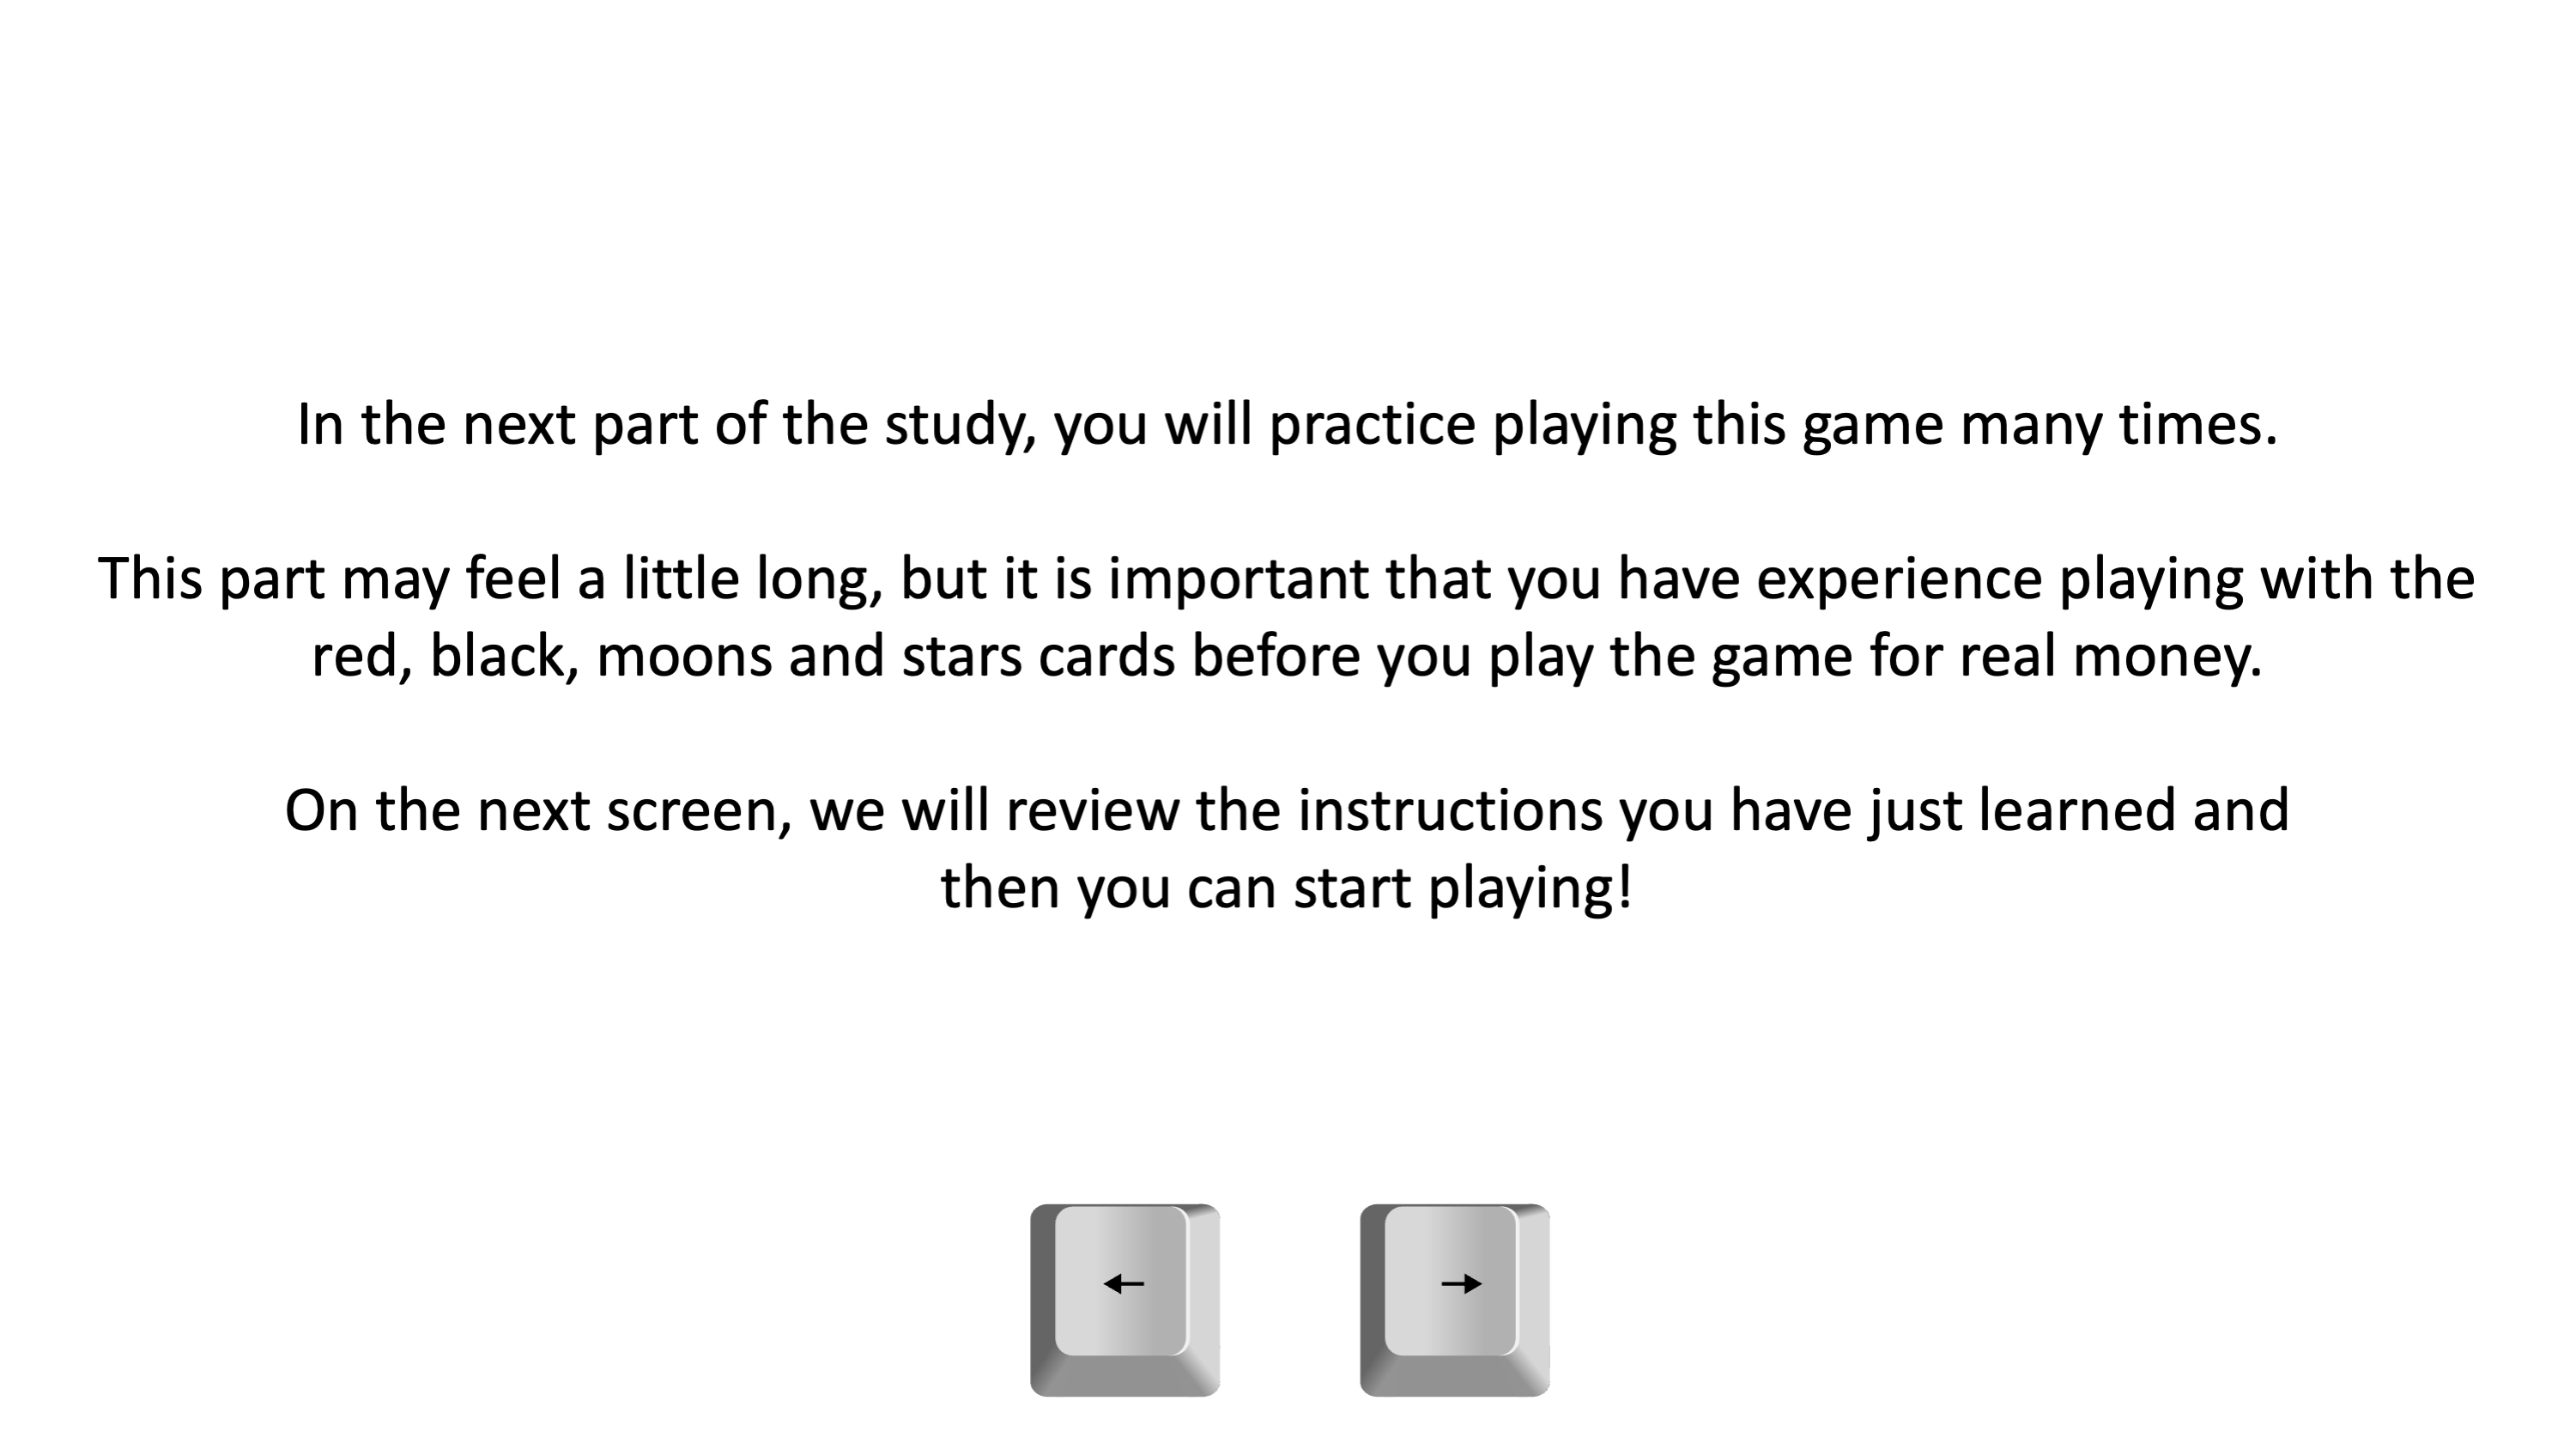 In the next part of the study, you will practice playing this game many times.
This part may feel a little long, but it is important that you have experience playing with the
red, black, moons and stars cards before you play the game for real money.
On the next screen, we will review the instructions you have just learned and
then you can start playing!
← →